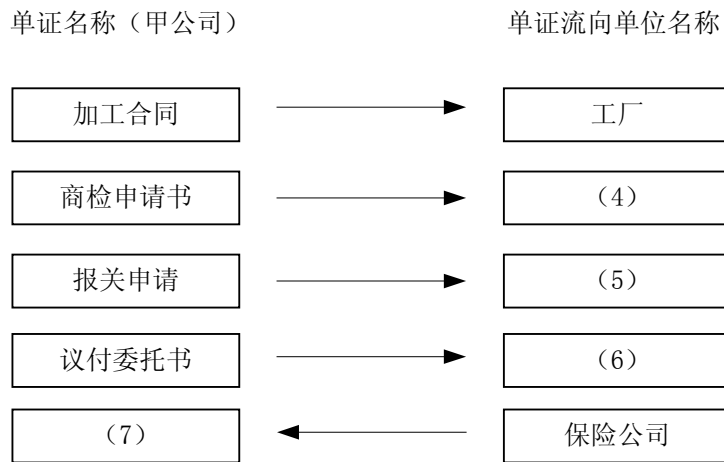 单证名称（甲公司） 单证流向单位名称
加工合同 工厂
商检申请书 （4）
报关申请 （5）
议付委托书 （6）
（7） 保险公司